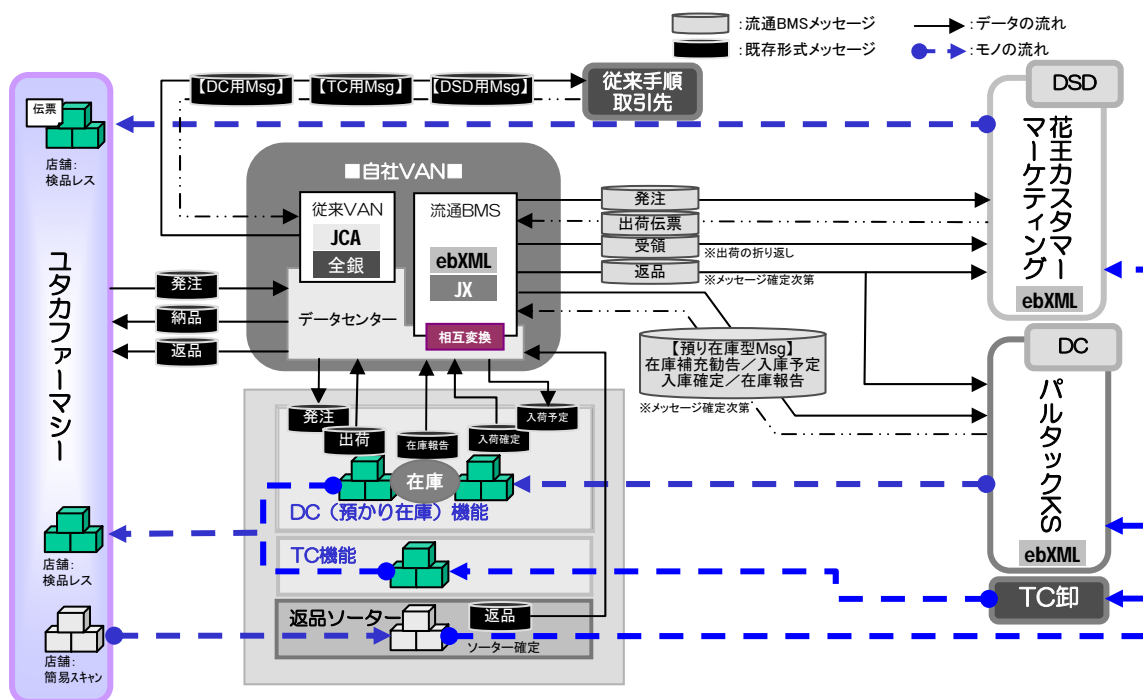 :流通BMSメッセージ
:データの流れ
:既存形式メッセージ
:モノの流れ
伝票
店舗:
検品レス
ユタカファーマシー
店舗:
検品レス
店舗:
簡易スキャン
【DC用Msg】
【TC用Msg】
【DSD用Msg】
従来手順
取引先
■自社VAN■
従来VAN
JCA
全銀
流通BMS
ebXML
JX
データセンター
相互変換
発注
納品
返品
発注
出荷伝票
受領
※出荷の折り返し
返品
※メッセージ確定次第
【預り在庫型Msg】
在庫補充勧告／入庫予定
入庫確定／在庫報告
※メッセージ確定次第
DSD
花王カスタマー
マーケティング
ebXML
DC
パルタックKS
ebXML
TC卸
発注
出荷
在庫報告
入荷確定
入荷予定
在庫
DC（預かり在庫）機能
TC機能
返品ソーター
返品
ソーター確定